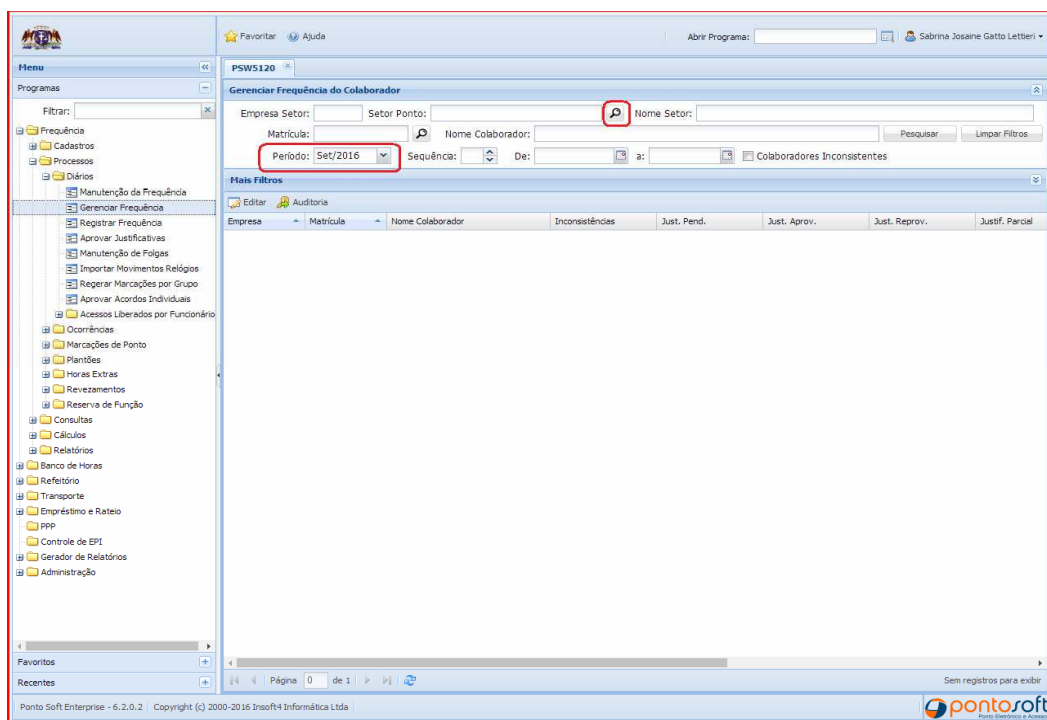 Favoritar Ajuda Abrir Programa: Sabrina Josaine Gatto Lettieri
Menu
Programas
Filtrar:
Frequência
Cadastros
Processos
Diários
Manutenção da Frequência
Gerenciar Frequência
Registrar Frequência
Aprovar Justificativas
Manutenção de Folgas
Importar Movimentos Relógios
Regerar Marcações por Grupo
Aprovar Acordos Individuais
Acessos Liberados por Funcionário
Ocorrências
Marcações de Ponto
Plantões
Horas Extras
Revezamentos
Reserva de Função
Consultas
Cálculos
Relatórios
Banco de Horas
Refeitório
Transporte
Empréstimo e Rateio
PPP
Controle de EPI
Gerador de Relatórios
Administração
Favoritos
Recentes
PSW5120
Gerenciar Frequência do Colaborador
Empresa Setor: Setor Ponto: Nome Setor:
Matrícula: Nome Colaborador: Pesquisar Limpar Filtros
Período: Set/2016 Sequência: De: a: Colaboradores Inconsistentes
Mais Filtros
Editar Auditoria
Empresa Matrícula Nome Colaborador Inconsistências Just. Pend. Just. Aprov. Just. Reprov. Justif. Parcial
Página 0 de 1 Sem registros para exibir
Ponto Soft Enterprise - 6.2.0.2 Copyright (c) 2000-2016 Insoft4 Informática Ltda
pontosoft
Ponto Eletrônico e Acesso